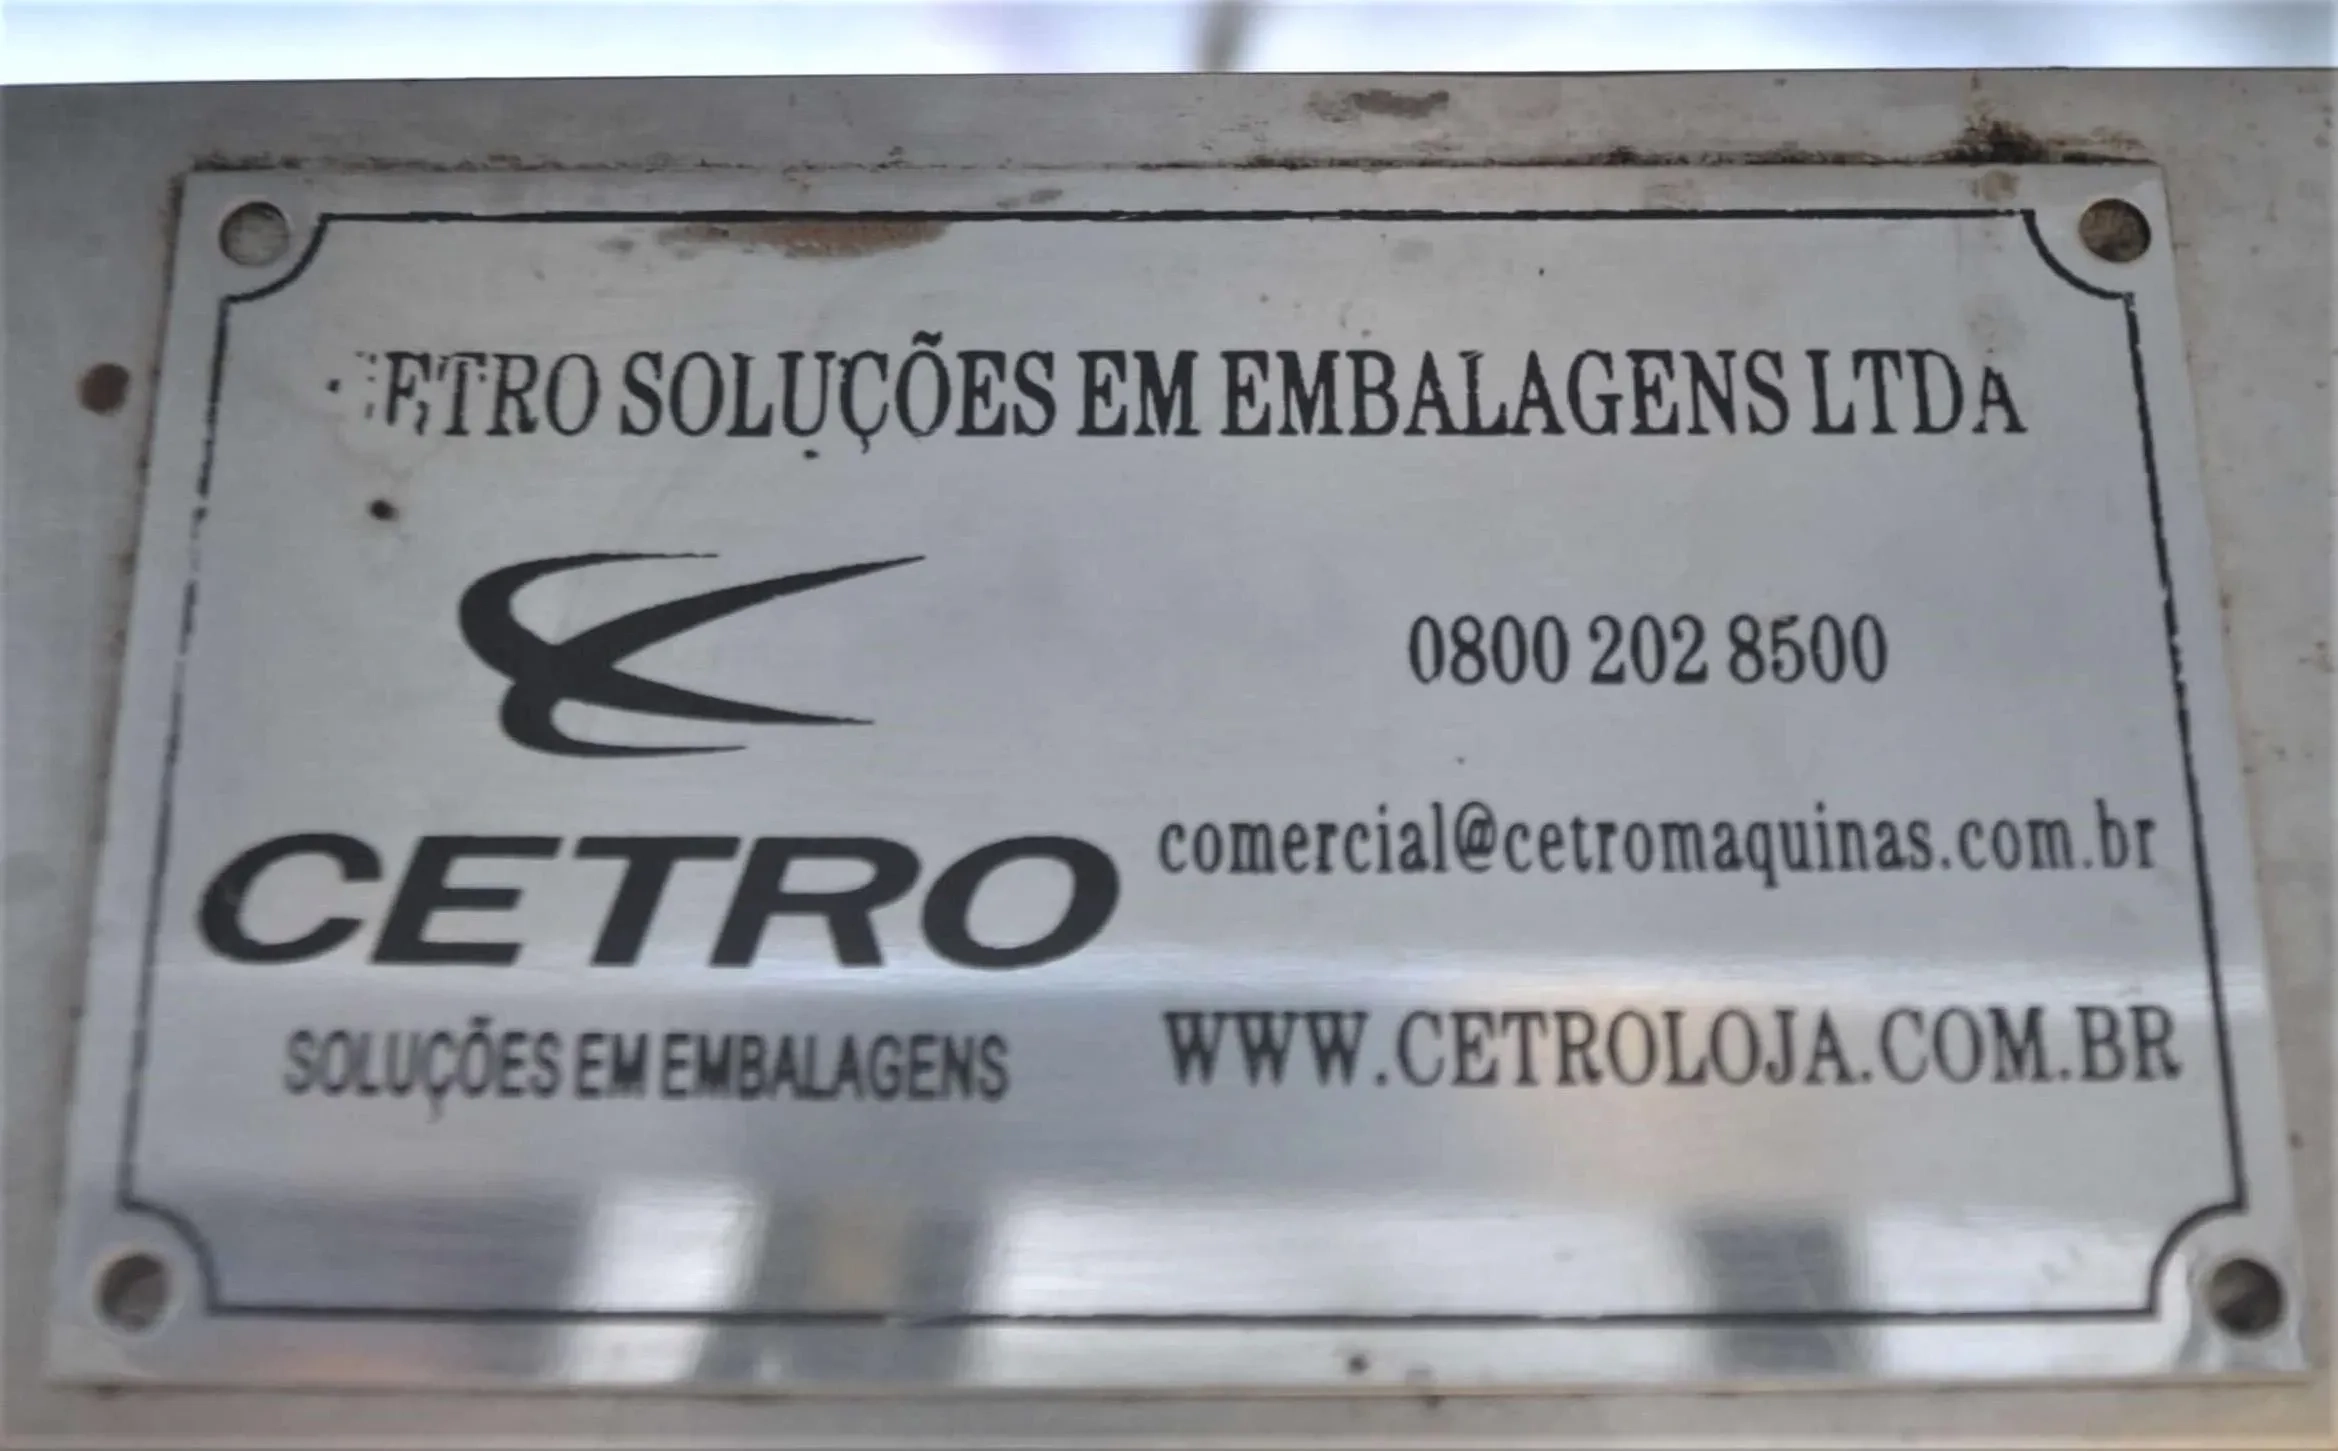 CETRO SOLUÇÕES EM EMBALAGENS LTDA
0800 202 8500
comercial@cetromaquinas.com.br
CETRO
SOLUÇÕES EM EMBALAGENS
WWW.CETROLOJA.COM.BR